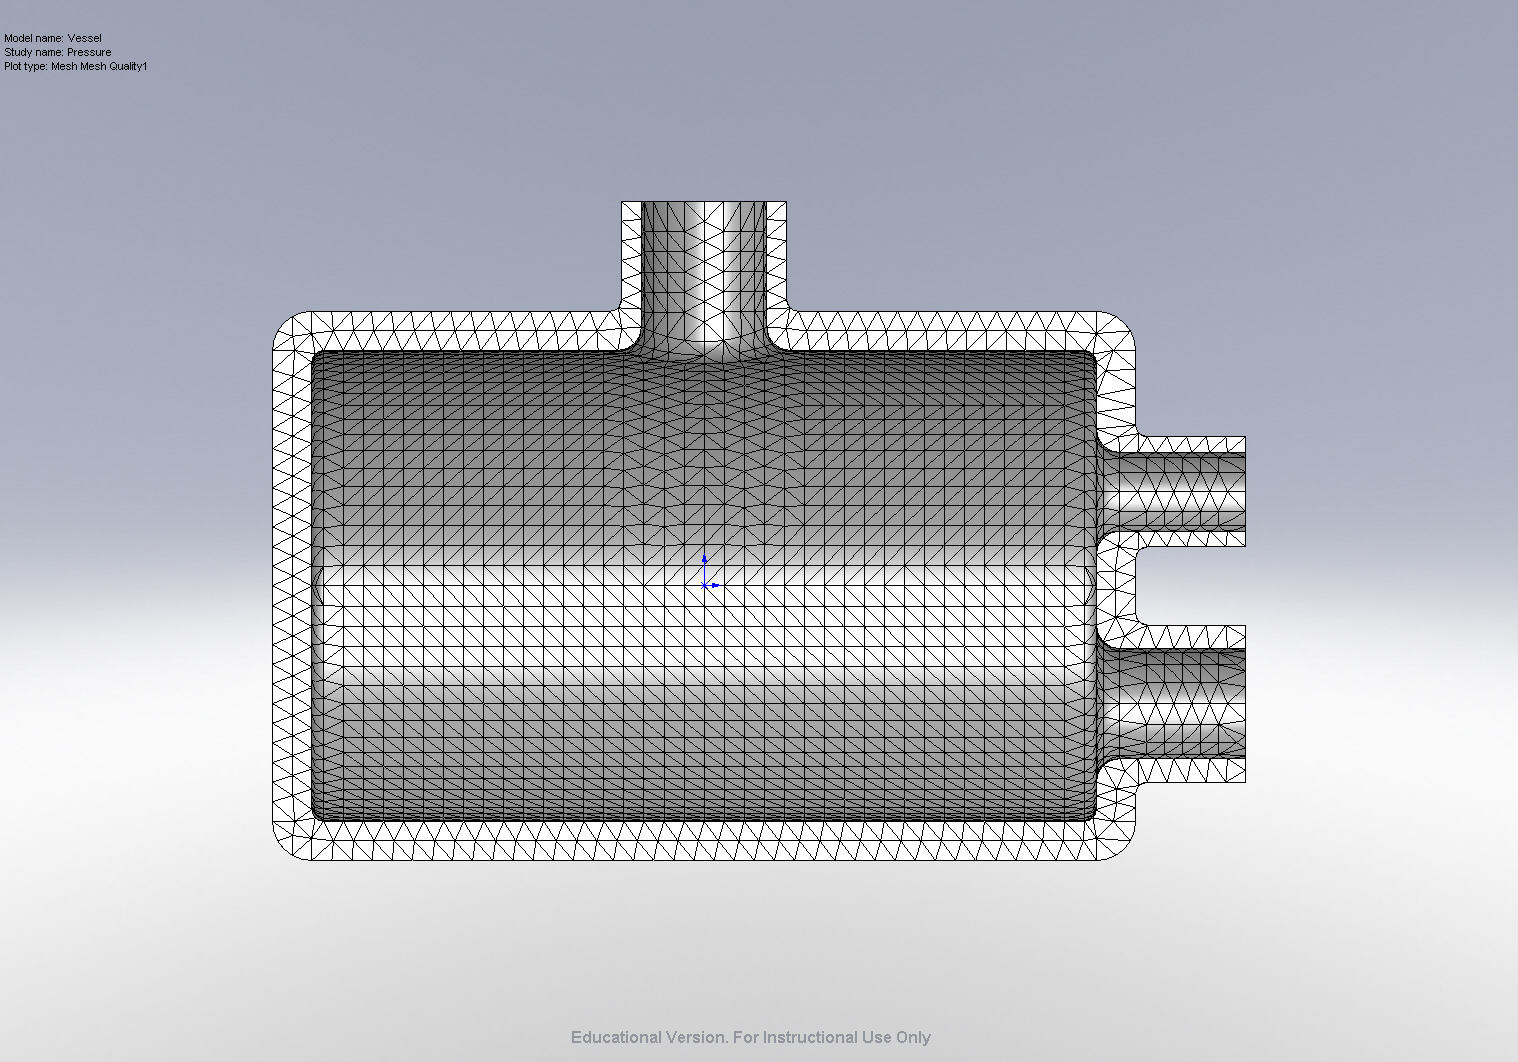 Model name: Vessel
Study name: Pressure
Plot type: Mesh Mesh Quality1
Educational Version. For Instructional Use Only